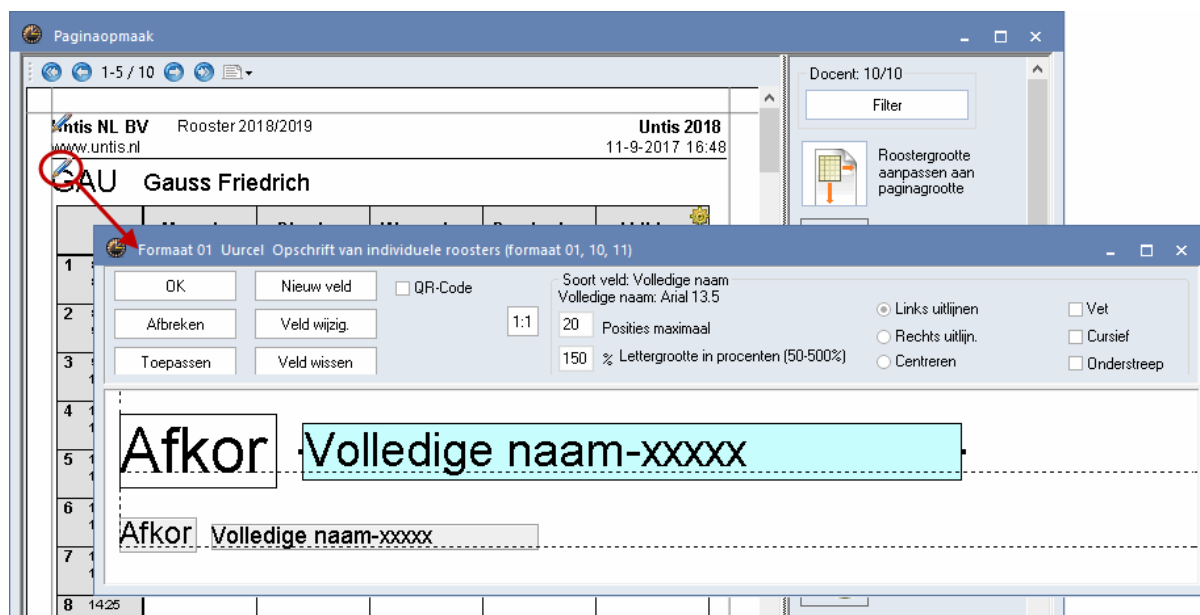 Paginaopmaak
1-5 / 10
Docent: 10/10
Filter
Untis NL BV Rooster 2018/2019 Untis 2018
www.untis.nl 11-9-2017 16:48
Roostergrootte
aanpassen aan
paginagrootte
GAU Gauss Friedrich
Formaat 01 Uurcel Opschrift van individuele roosters (formaat 01, 10, 11)
OK Nieuw veld QR-Code
Soort veld: Volledige naam
Volledige naam: Arial 13.5
Afbreken Veld wijzig. 1:1 20 Posities maximaal
Toepassen Veld wissen 150 % Lettergrootte in procenten (50-500%)
Links uitlijnen Vet
Rechts uitlijn. Cursief
Centreren Onderstreep
Afkor Volledige naam-xxxxx
Afkor Volledige naam-xxxxx
1
2
3
4
5
6
7
8 14:25